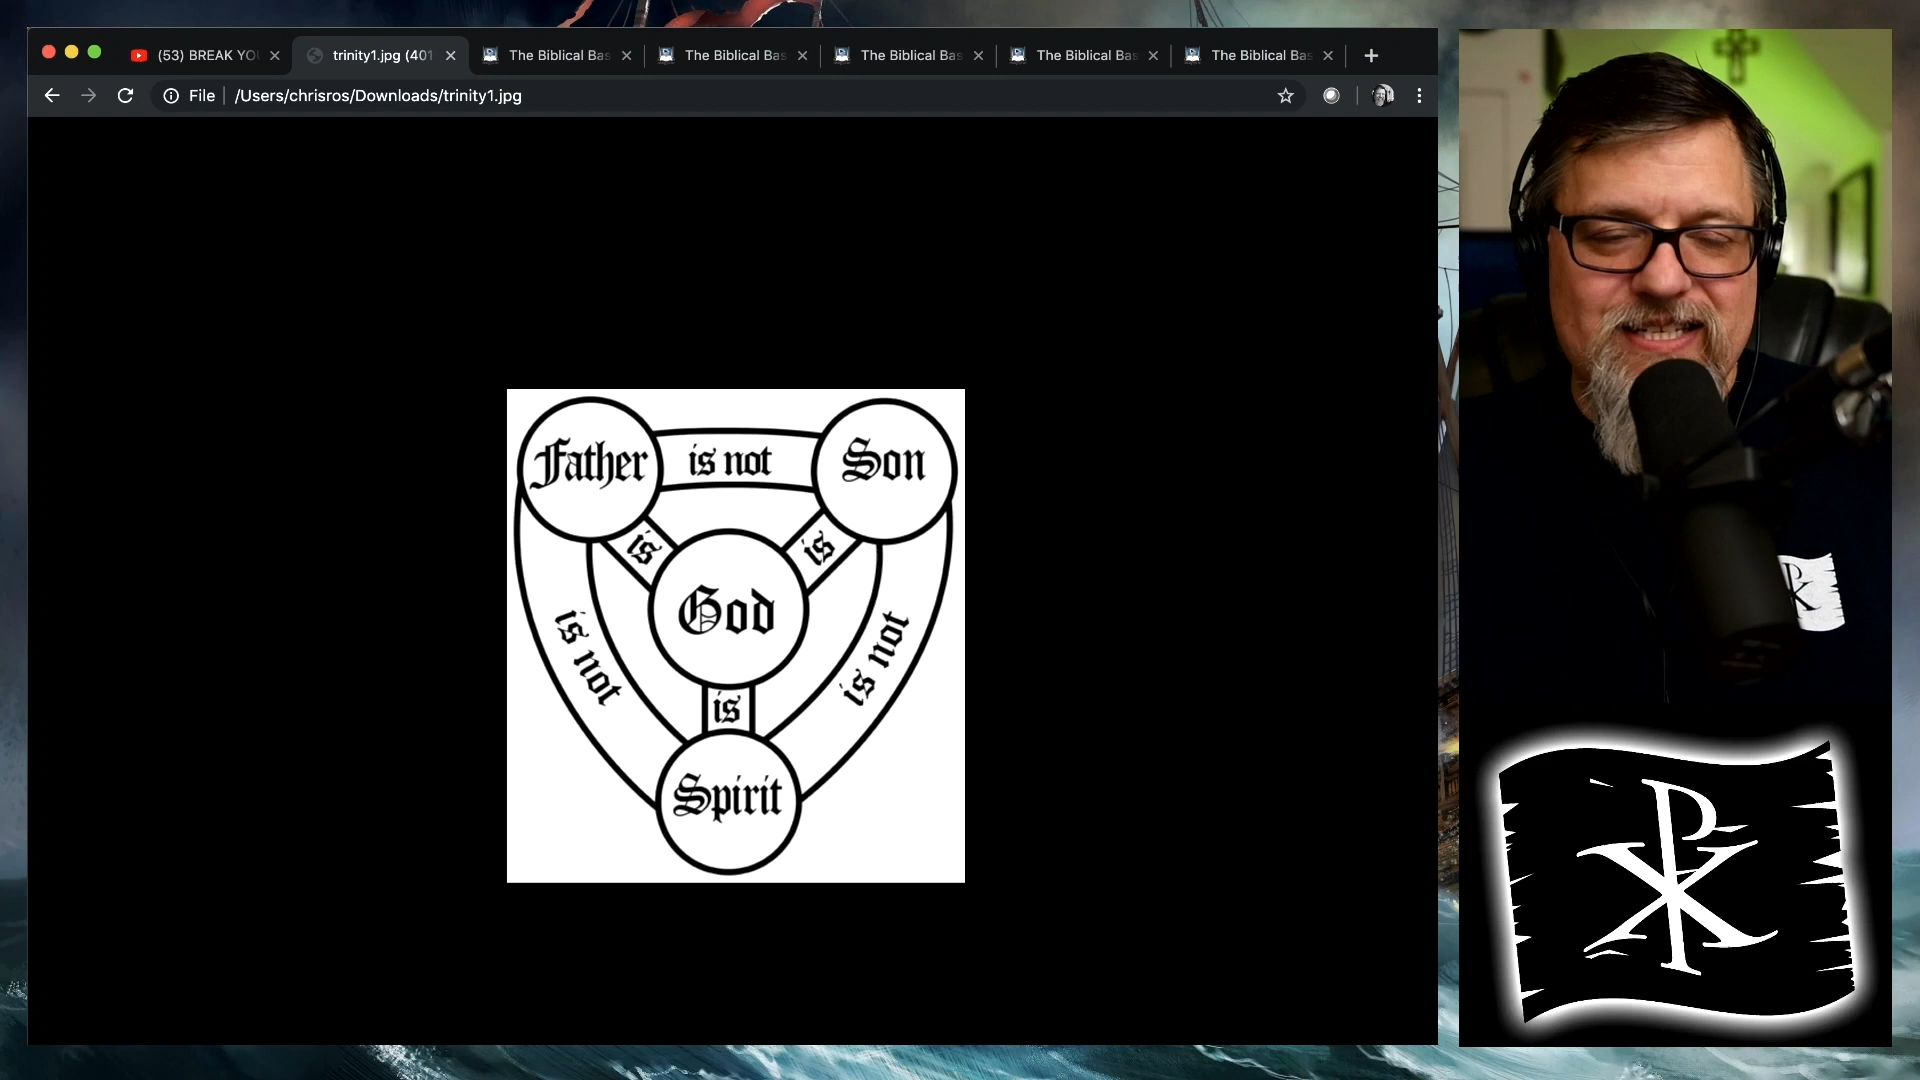 (53) BREAK YO
trinity1.jpg (401
The Biblical Bas
The Biblical Bas
The Biblical Bas
The Biblical Bas
The Biblical Bas
File
/Users/chrisros/Downloads/trinity1.jpg
Father
is not
Son
is
is
God
is not
is not
is
Spirit